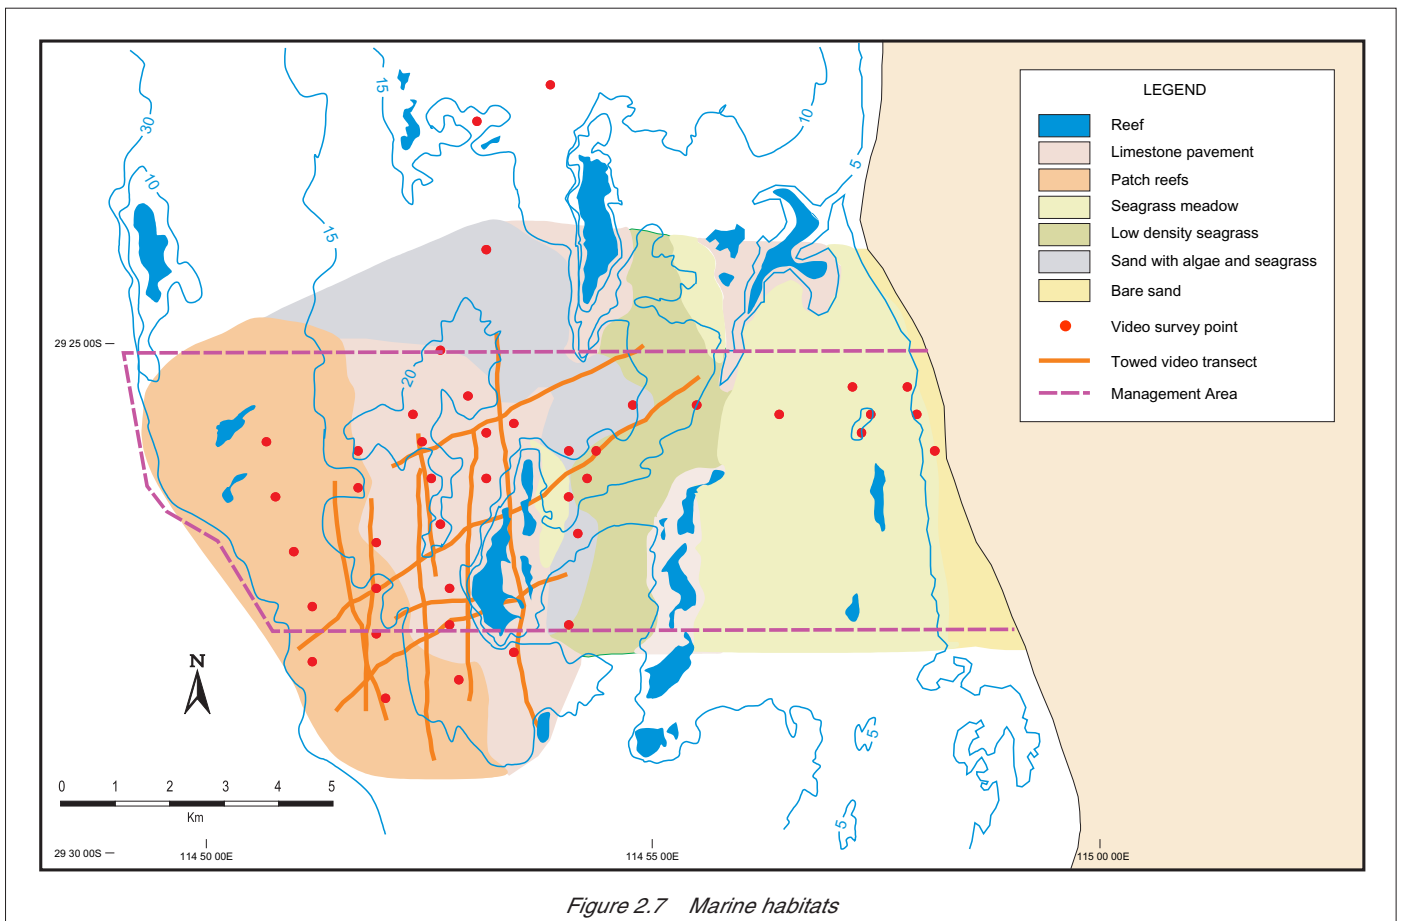 LEGEND
Reef
Limestone pavement
Patch reefs
Seagrass meadow
Low density seagrass
Sand with algae and seagrass
Bare sand
Video survey point
Towed video transect
Management Area
30
15
10
5
10
15
20
29 25 00S
N
0 1 2 3 4 5
Km
5
5
29 30 00S
114 50 00E
114 55 00E
115 00 00E
Figure 2.7 Marine habitats